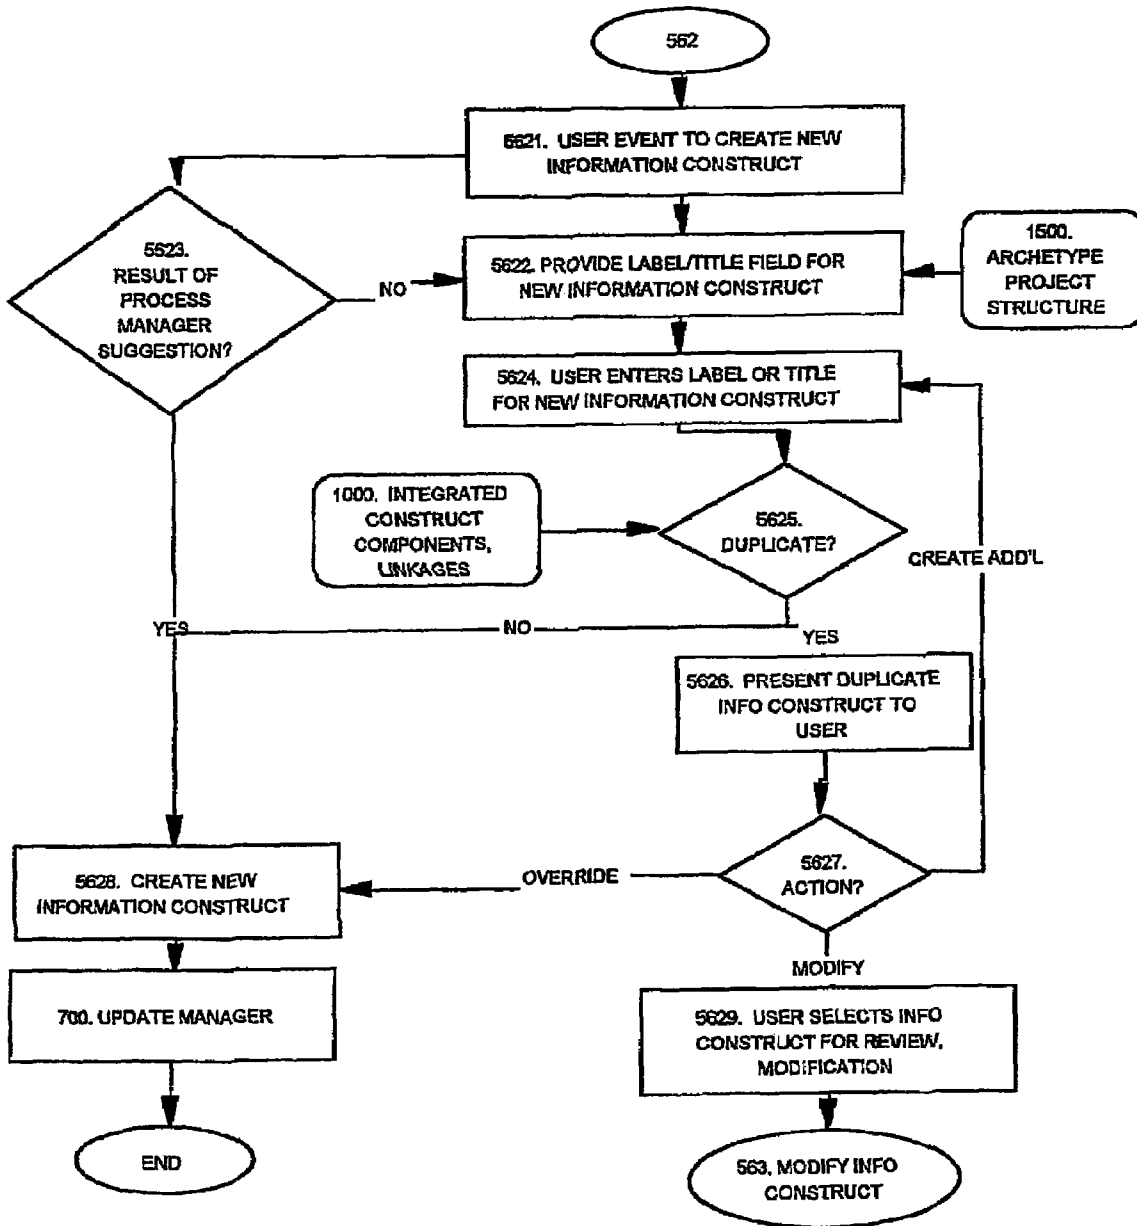 562
5621. USER EVENT TO CREATE NEW
INFORMATION CONSTRUCT
5623.
RESULT OF
PROCESS
MANAGER
SUGGESTION?
NO
5622. PROVIDE LABEL/TITLE FIELD FOR
NEW INFORMATION CONSTRUCT
1500.
ARCHETYPE
PROJECT
STRUCTURE
5624. USER ENTERS LABEL OR TITLE
FOR NEW INFORMATION CONSTRUCT
1000. INTEGRATED
CONSTRUCT
COMPONENTS,
LINKAGES
5625.
DUPLICATE?
CREATE ADD'L
YES
NO
YES
5626. PRESENT DUPLICATE
INFO CONSTRUCT TO
USER
5628. CREATE NEW
INFORMATION CONSTRUCT
OVERRIDE
5627.
ACTION?
MODIFY
700. UPDATE MANAGER
5629. USER SELECTS INFO
CONSTRUCT FOR REVIEW,
MODIFICATION
END
563. MODIFY INFO
CONSTRUCT